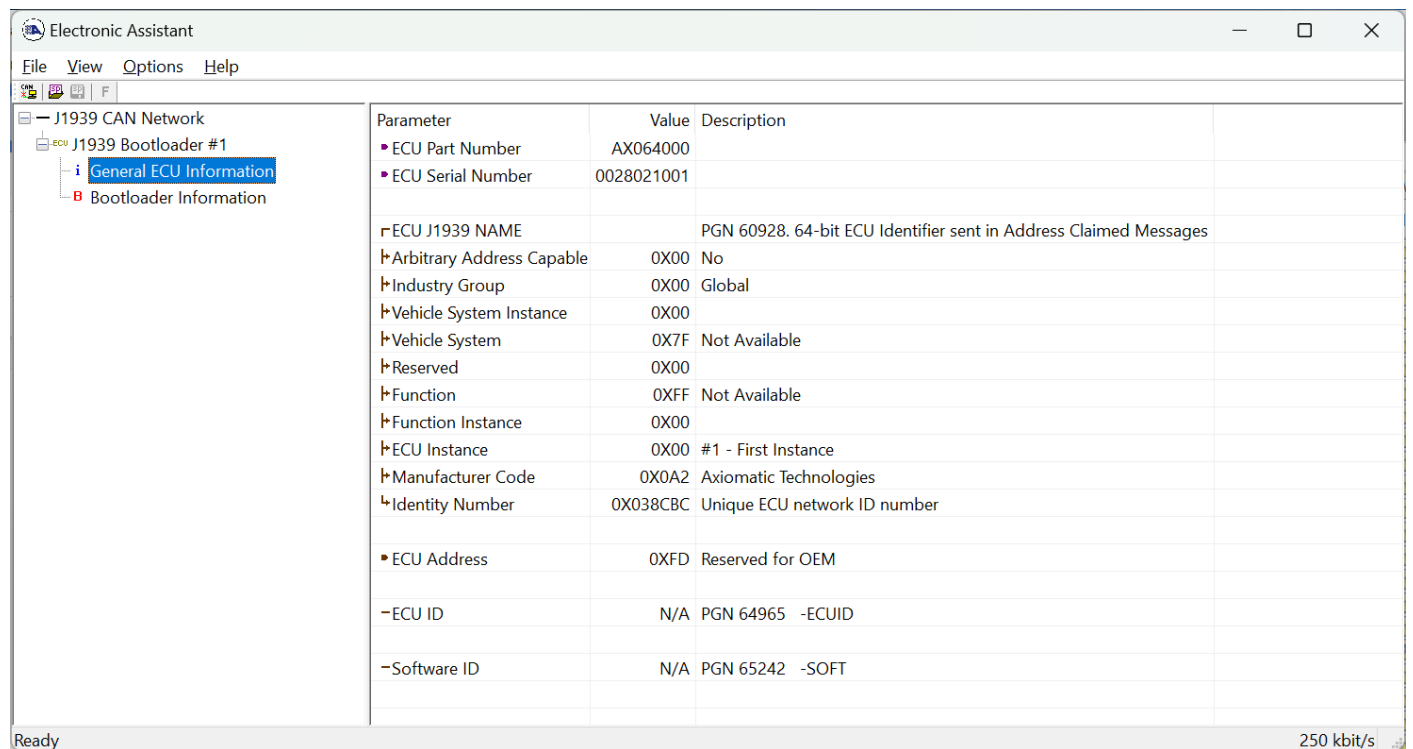 Electronic Assistant
File View Options Help
CAN
F
J1939 CAN Network
ECU J1939 Bootloader #1
i General ECU Information
B Bootloader Information
Parameter Value Description
ECU Part Number AX064000
ECU Serial Number 0028021001
ECU J1939 NAME PGN 60928. 64-bit ECU Identifier sent in Address Claimed Messages
Arbitrary Address Capable 0X00 No
Industry Group 0X00 Global
Vehicle System Instance 0X00
Vehicle System 0X7F Not Available
Reserved 0X00
Function 0XFF Not Available
Function Instance 0X00
ECU Instance 0X00 #1 - First Instance
Manufacturer Code 0X0A2 Axiomatic Technologies
Identity Number 0X038CBC Unique ECU network ID number
ECU Address 0XFD Reserved for OEM
ECU ID N/A PGN 64965 -ECUID
Software ID N/A PGN 65242 -SOFT
Ready 250 kbit/s